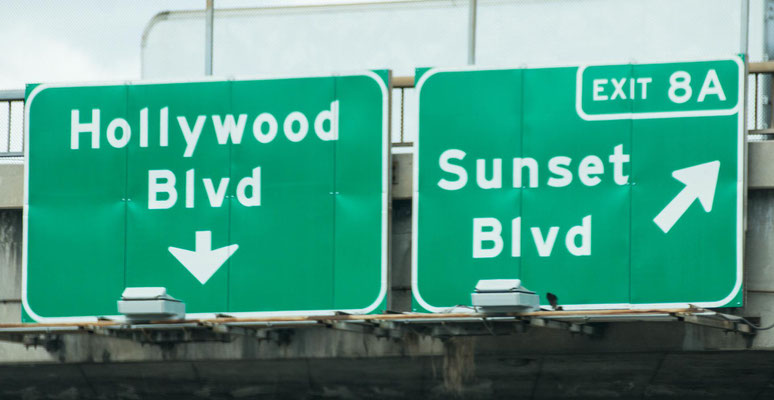 Hollywood
Blvd
EXIT 8A
Sunset
Blvd